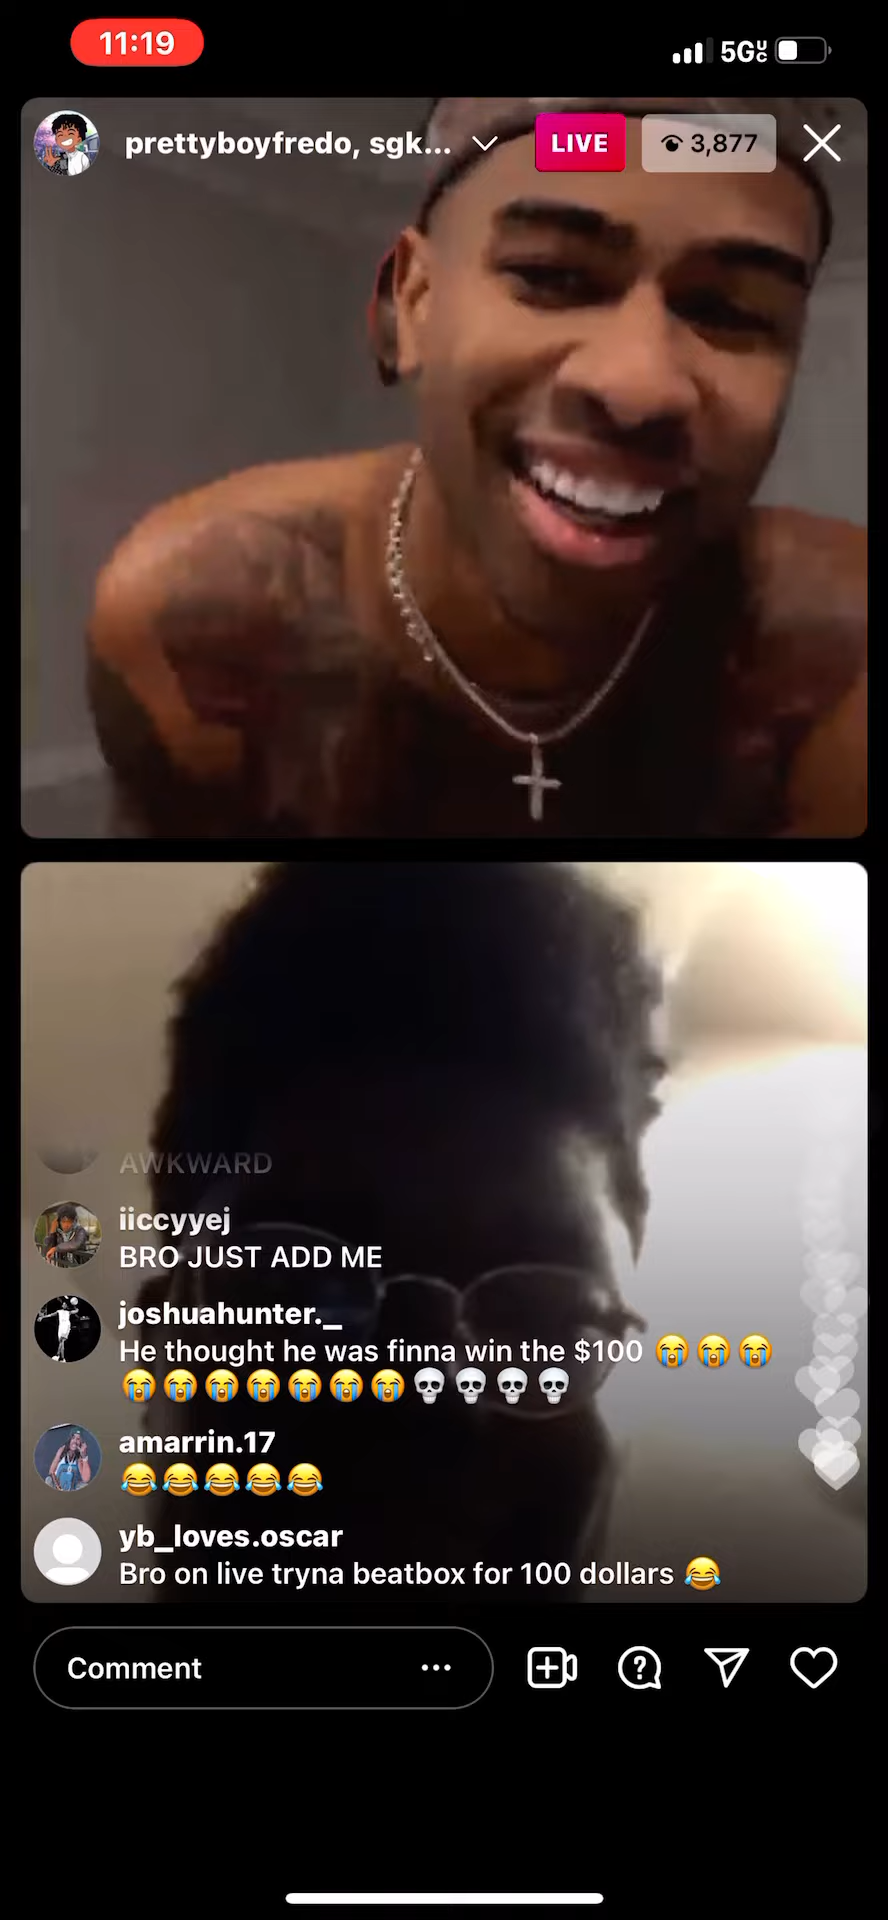 11:19
5GUC
prettyboyfredo, sgk...
LIVE
3,877
AWKWARD
iiccyyej
BRO JUST ADD ME
joshuahunter._
He thought he was finna win the $100 😭😭😭
😭😭😭😭😭😭😭💀💀💀💀
amarrin.17
😂😂😂😂😂
yb_loves.oscar
Bro on live tryna beatbox for 100 dollars 😂
Comment